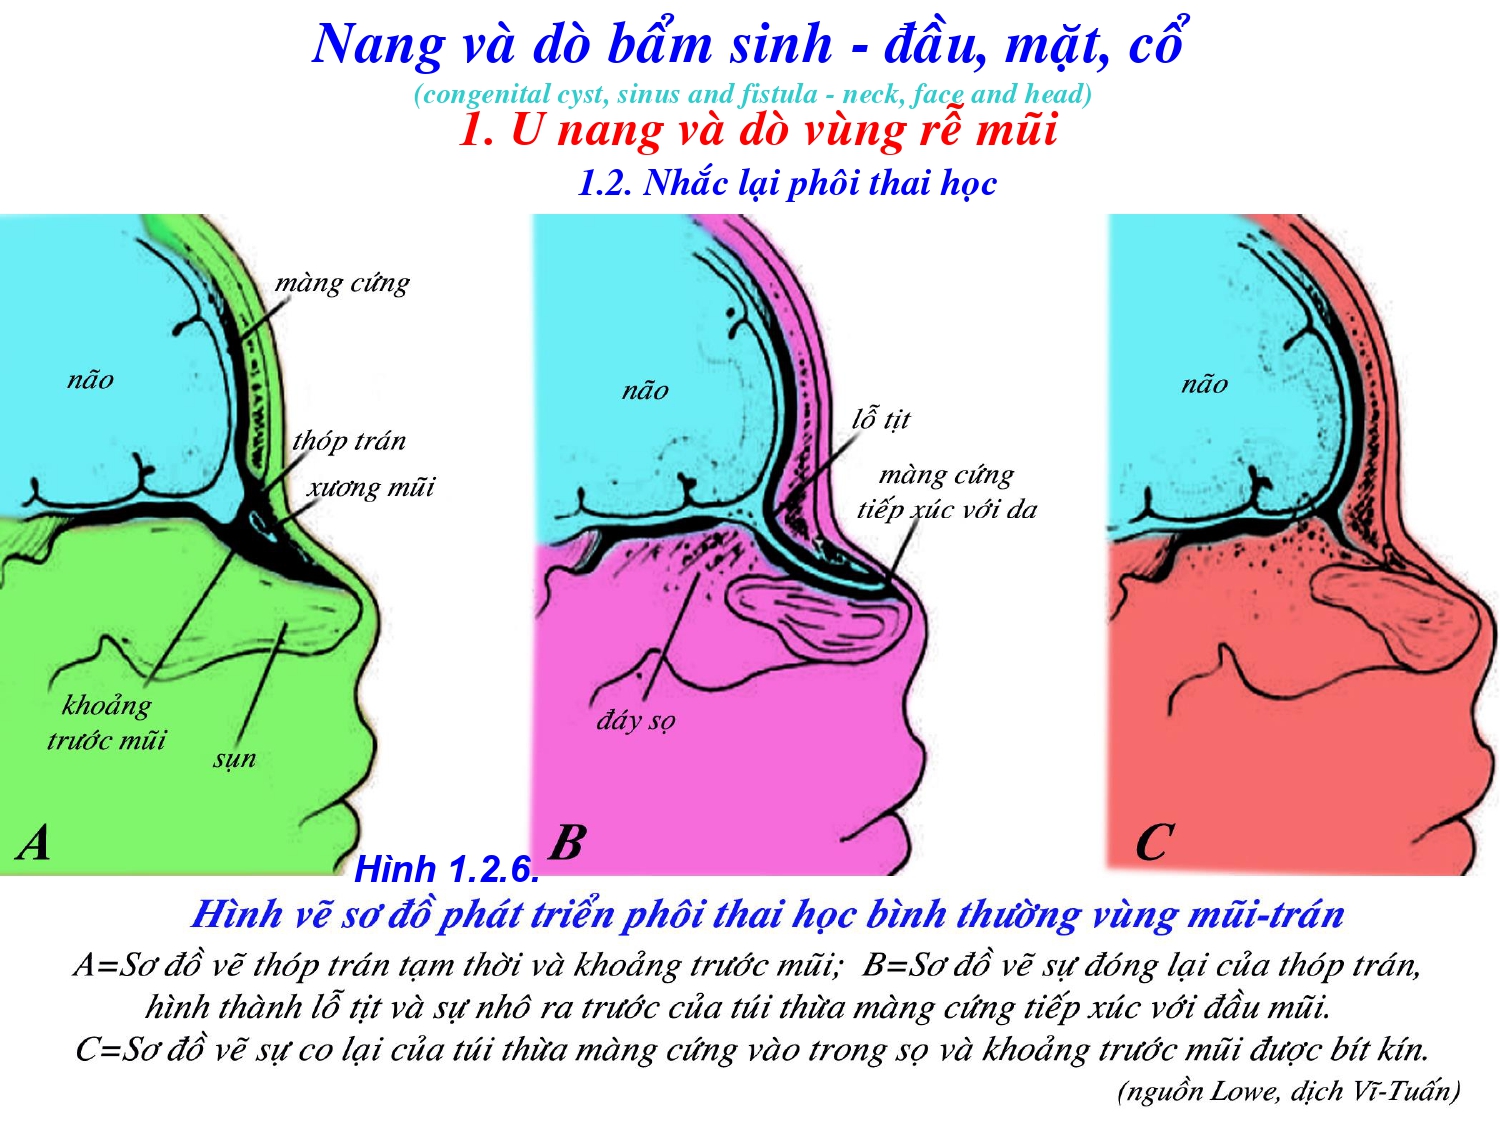 Nang và dò bẩm sinh - đầu, mặt, cổ
(congenital cyst, sinus and fistula - neck, face and head)
1. U nang và dò vùng rễ mũi
1.2. Nhắc lại phôi thai học
màng cứng
não
thóp trán
xương mũi
khoảng
trước mũi
sụn
A
não
lỗ tịt
màng cứng
tiếp xúc với da
đáy sọ
B
não
C
Hình 1.2.6.
Hình vẽ sơ đồ phát triển phôi thai học bình thường vùng mũi-trán
A=Sơ đồ vẽ thóp trán tạm thời và khoảng trước mũi; B=Sơ đồ vẽ sự đóng lại của thóp trán,
hình thành lỗ tịt và sự nhô ra trước của túi thừa màng cứng tiếp xúc với đầu mũi.
C=Sơ đồ vẽ sự co lại của túi thừa màng cứng vào trong sọ và khoảng trước mũi được bít kín.
(nguồn Lowe, dịch Vĩ-Tuấn)